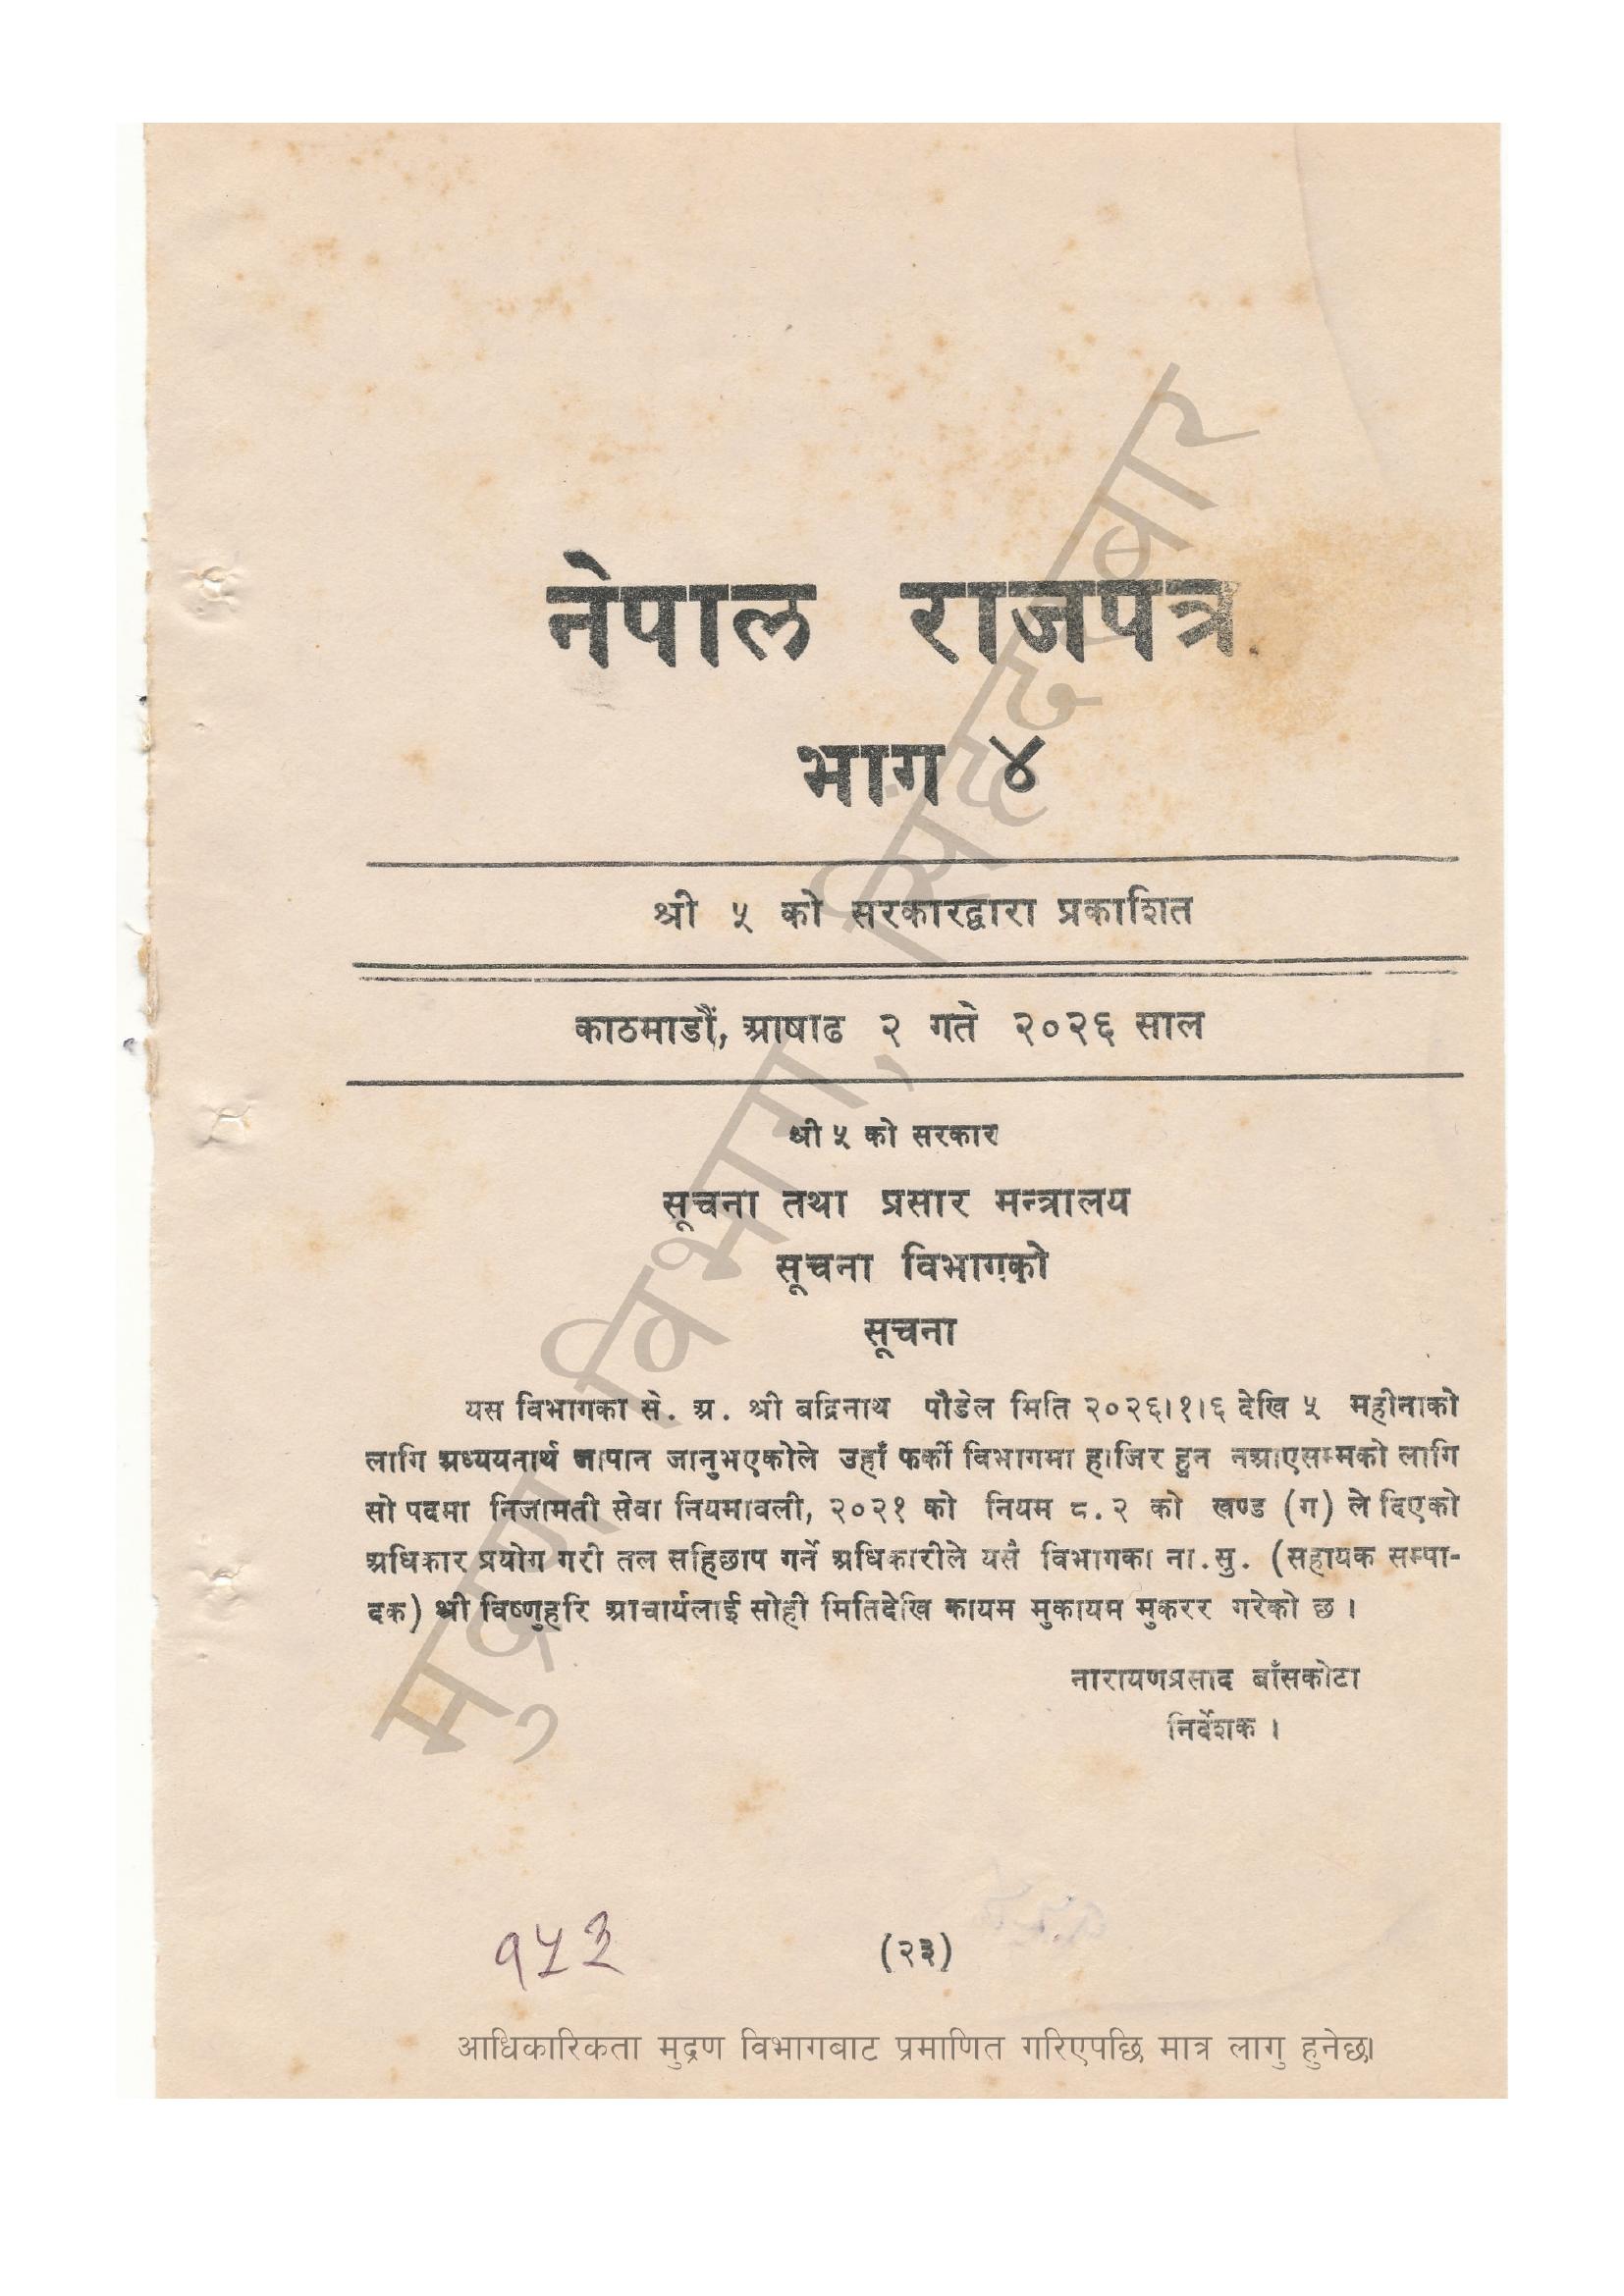 नेपाल राजपत्र
भाग ४
श्री ५ को सरकारद्वारा प्रकाशित
काठमाडौं, आषाढ २ गते २०२६ साल
श्री ५ को सरकार
सूचना तथा प्रसार मन्त्रालय
सूचना विभागको
सूचना
यस विभागका से. अ. श्री बद्रिनाथ पौडेल मिति २०२६।१।६ देखि ५ महीनाको
लागि अध्ययनार्थ जापान जानुभएकोले उहाँ फर्की विभागमा हाजिर हुन नआएसम्मको लागि
सो पदमा निजामती सेवा नियमावली, २०२१ को नियम ८.२ को खण्ड (ग) ले दिएको
अधिकार प्रयोग गरी तल सहिछाप गर्ने अधिकारीले यसै विभागका ना.सु. (सहायक सम्पा-
दक) श्री विष्णुहरि आचार्यलाई सोही मितिदेखि कायम मुकायम मुकरर गरेको छ ।
नारायणप्रसाद बाँसकोटा
निर्देशक ।
१५३
(२३)
मुद्रण विभाग, सिंहदरबार
आधिकारिकता मुद्रण विभागबाट प्रमाणित गरिएपछि मात्र लागु हुनेछ।